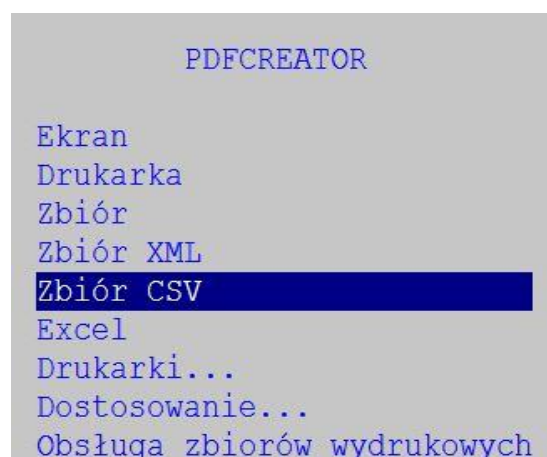 PDFCREATOR
Ekran
Drukarka
Zbiór
Zbiór XML
Zbiór CSV
Excel
Drukarki...
Dostosowanie...
Obsługa zbiorów wydrukowych